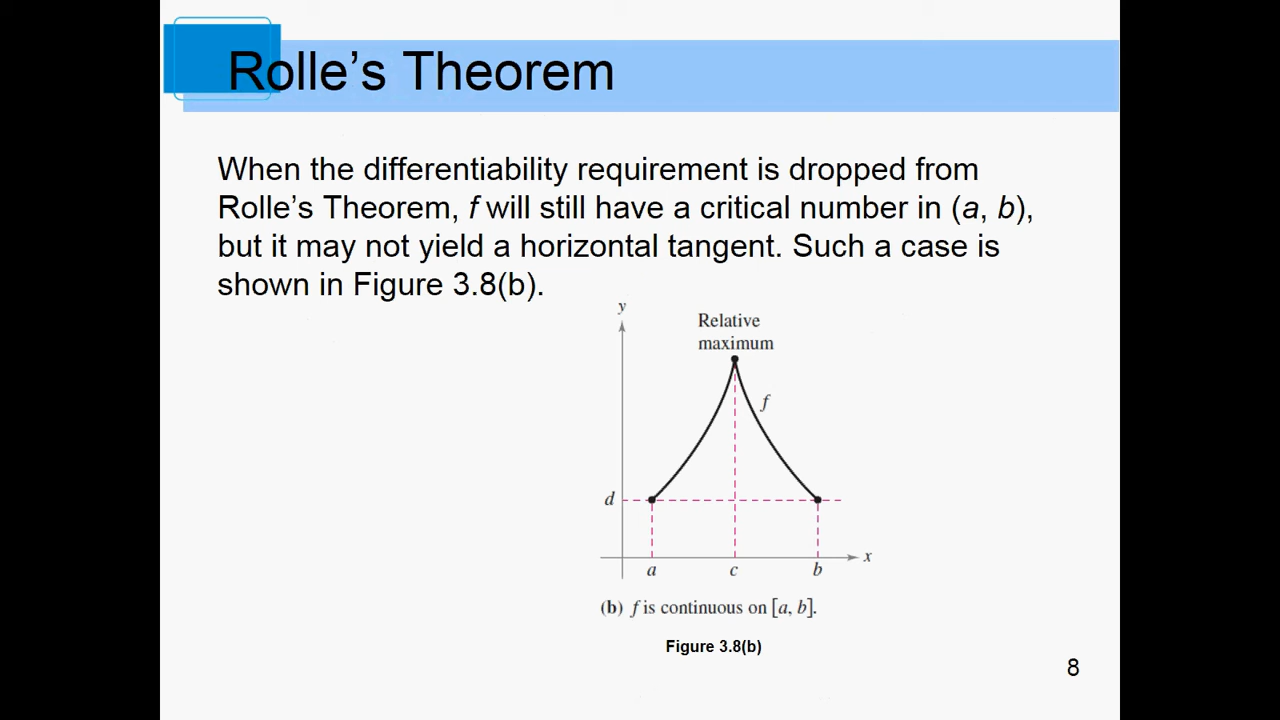 Rolle’s Theorem
When the differentiability requirement is dropped from
Rolle’s Theorem, f will still have a critical number in (a, b),
but it may not yield a horizontal tangent. Such a case is
shown in Figure 3.8(b).
y
Relative
maximum
f
d
x
a c b
(b) f is continuous on [a, b].
Figure 3.8(b)
8